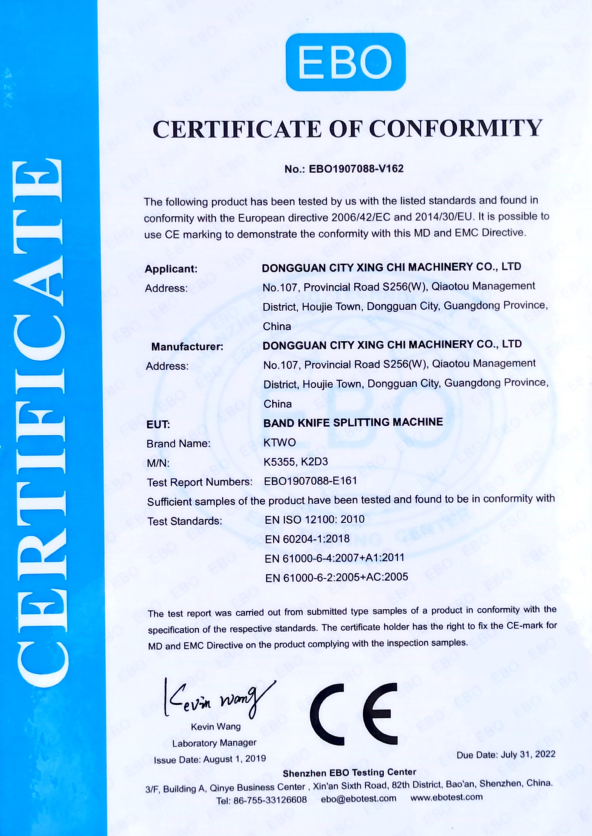 CERTIFICATE
EBO
CERTIFICATE OF CONFORMITY
No.: EBO1907088-V162
The following product has been tested by us with the listed standards and found in
conformity with the European directive 2006/42/EC and 2014/30/EU. It is possible to
use CE marking to demonstrate the conformity with this MD and EMC Directive.
Applicant: DONGGUAN CITY XING CHI MACHINERY CO., LTD
Address: No.107, Provincial Road S256(W), Qiaotou Management
District, Houjie Town, Dongguan City, Guangdong Province,
China
Manufacturer: DONGGUAN CITY XING CHI MACHINERY CO., LTD
Address: No.107, Provincial Road S256(W), Qiaotou Management
District, Houjie Town, Dongguan City, Guangdong Province,
China
EUT: BAND KNIFE SPLITTING MACHINE
Brand Name: KTWO
M/N: K5355, K2D3
Test Report Numbers: EBO1907088-E161
Sufficient samples of the product have been tested and found to be in conformity with
Test Standards: EN ISO 12100: 2010
EN 60204-1:2018
EN 61000-6-4:2007+A1:2011
EN 61000-6-2:2005+AC:2005
The test report was carried out from submitted type samples of a product in conformity with the
specification of the respective standards. The certificate holder has the right to fix the CE-mark for
MD and EMC Directive on the product complying with the inspection samples.
Kevin Wang
CE
Kevin Wang
Laboratory Manager
Issue Date: August 1, 2019
Due Date: July 31, 2022
Shenzhen EBO Testing Center
3/F, Building A, Qinye Business Center , Xin'an Sixth Road, 82th District, Bao'an, Shenzhen, China.
Tel: 86-755-33126608 ebo@ebotest.com www.ebotest.com